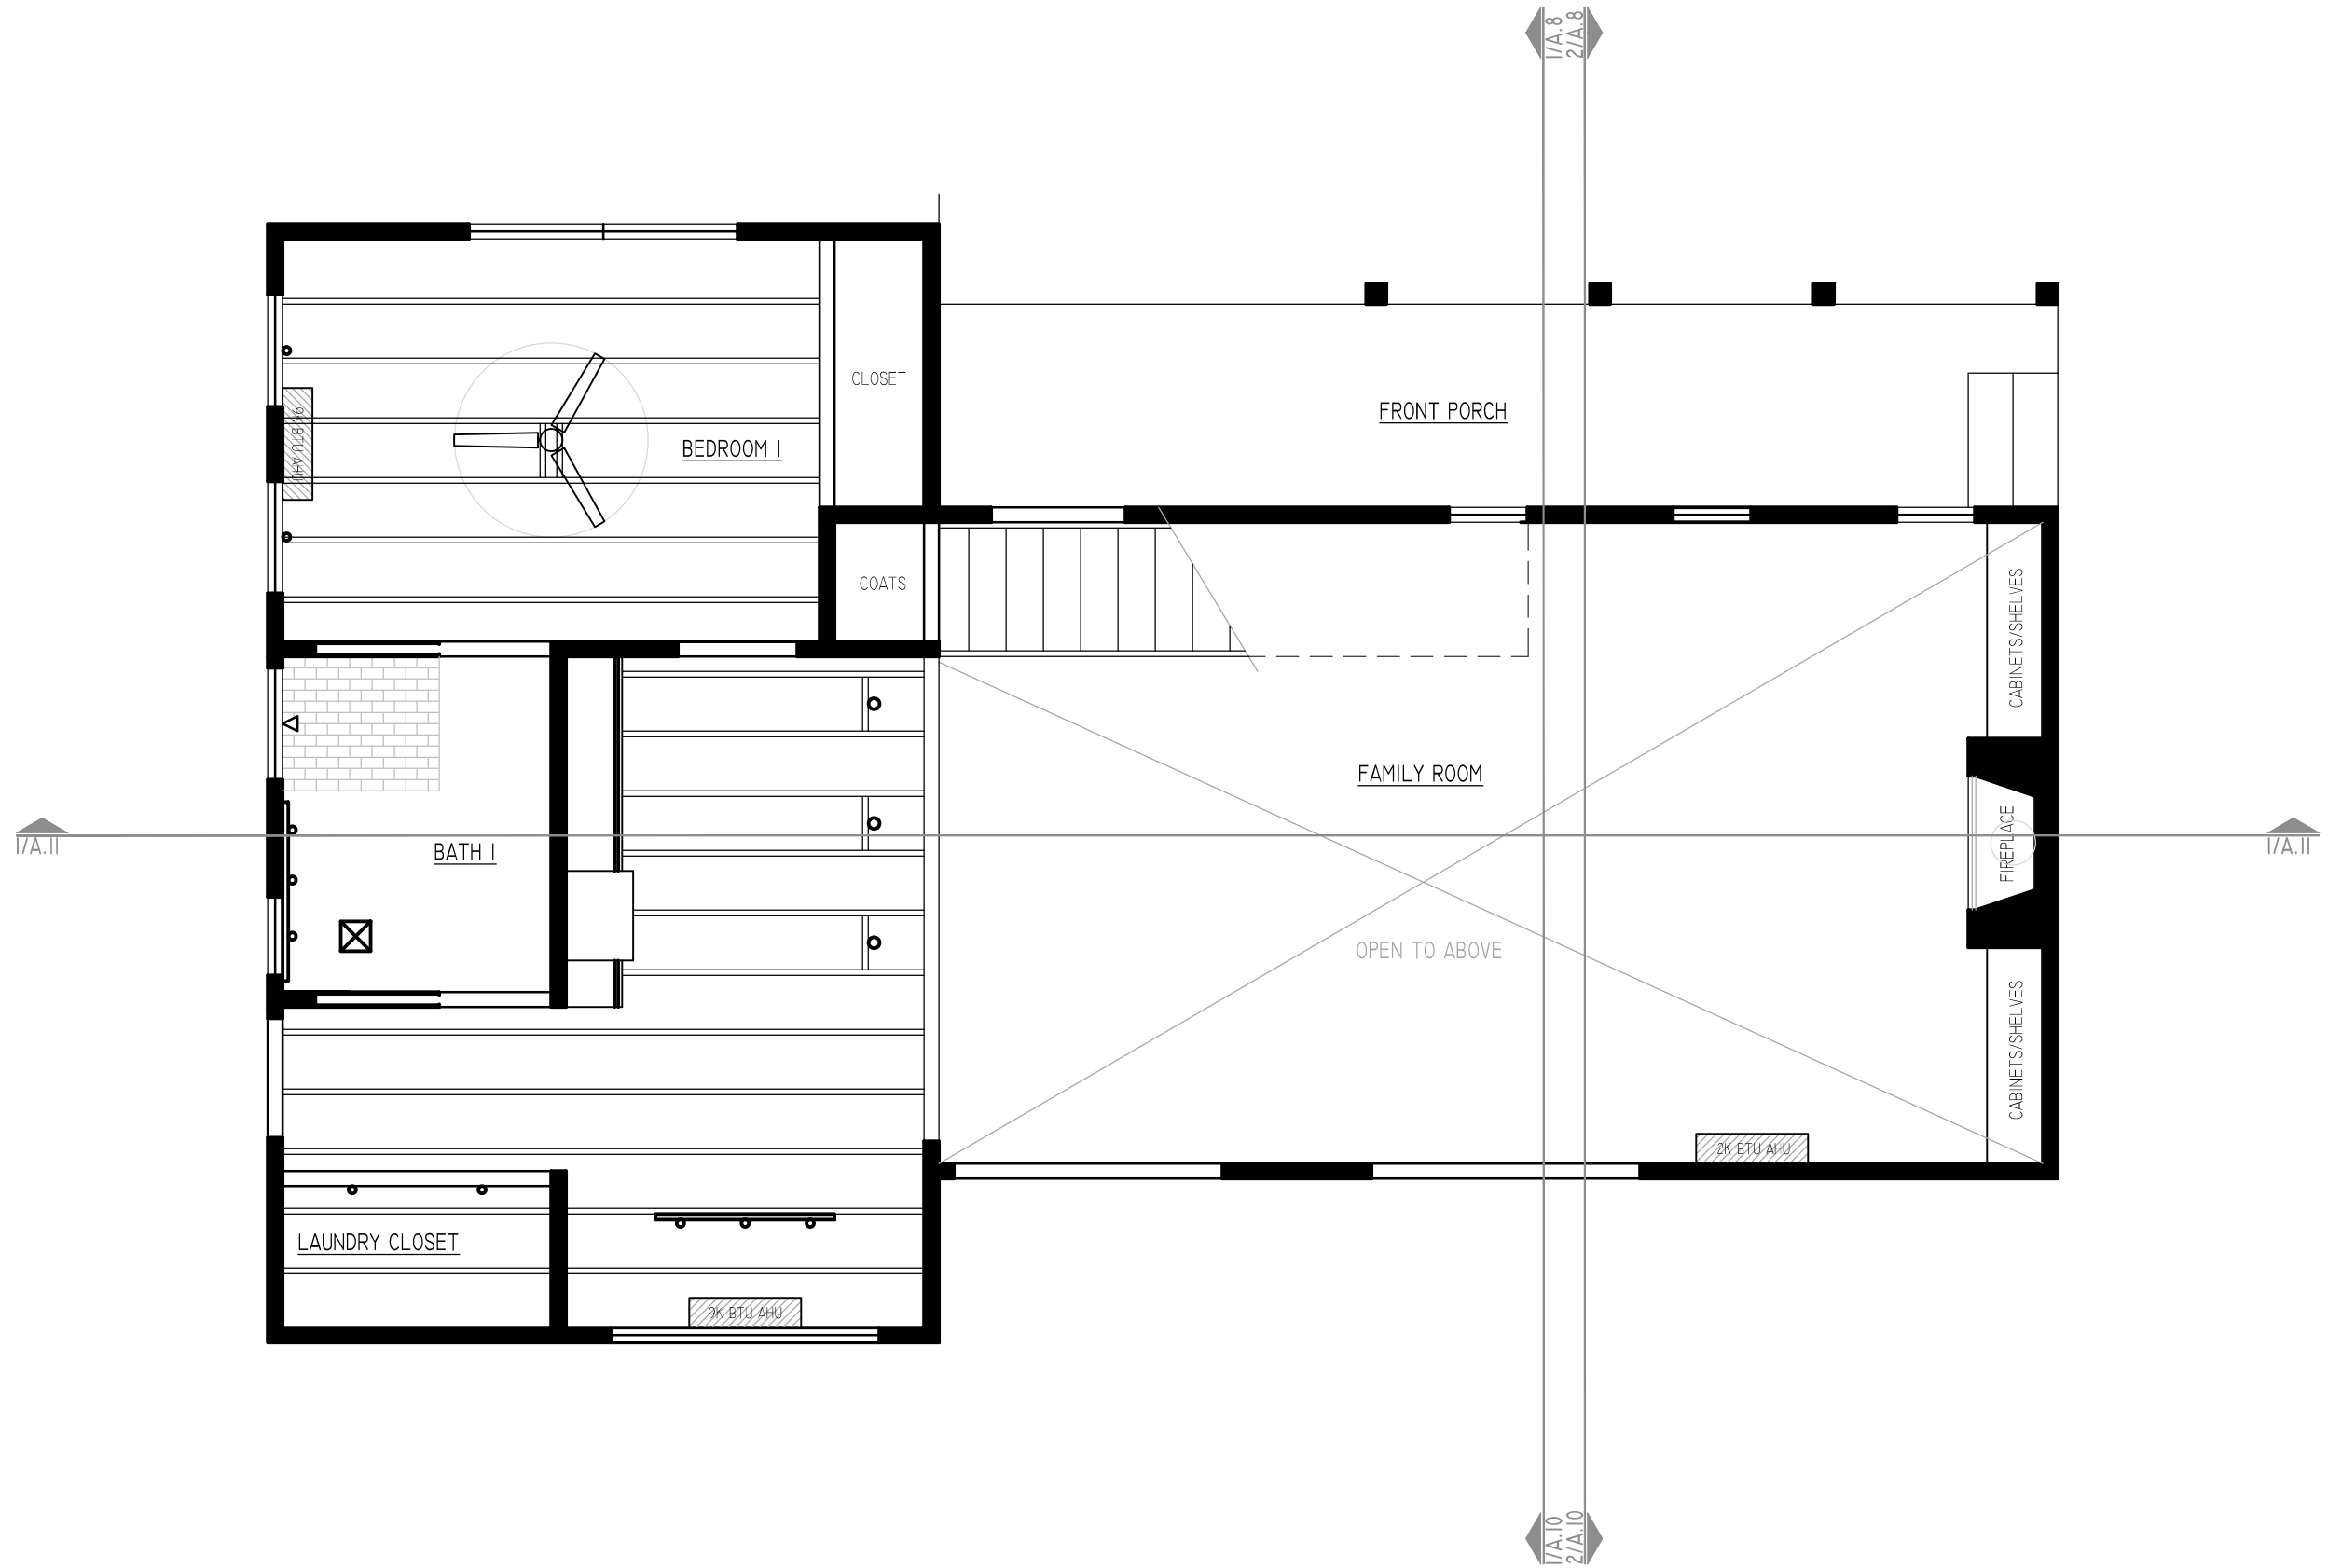 1/A.8
2/A.8
CLOSET
FRONT PORCH
9K BTU AHU
BEDROOM 1
COATS
CABINETS/SHELVES
FAMILY ROOM
1/A.11
BATH 1
FIREPLACE
1/A.11
OPEN TO ABOVE
CABINETS/SHELVES
12K BTU AHU
LAUNDRY CLOSET
9K BTU AHU
1/A.10
2/A.10